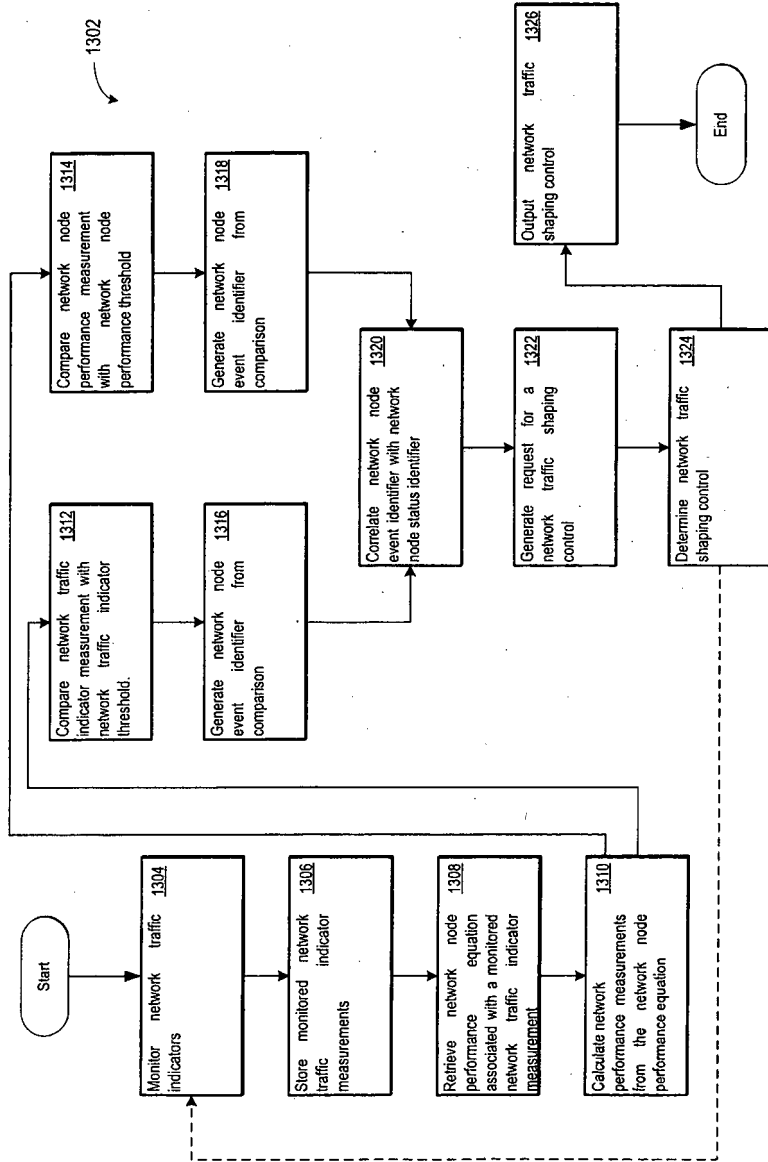 1302
Start
Monitor network traffic 1304
indicators
Store monitored network 1306
traffic indicator
measurements
Retrieve network node 1308
performance equation
associated with a monitored
network traffic indicator
measurement
Calculate network 1310
performance measurements
from the network node
performance equation
Compare network traffic 1312
indicator measurement with
network traffic indicator
threshold.
Compare network node 1314
performance measurement
with network node
performance threshold
Generate network node 1316
event identifier from
comparison
Generate network node 1318
event identifier from
comparison
Correlate network node 1320
event identifier with network
node status identifier
Generate request for a 1322
network traffic shaping
control
Determine network traffic 1324
shaping control
Output network traffic 1326
shaping control
End